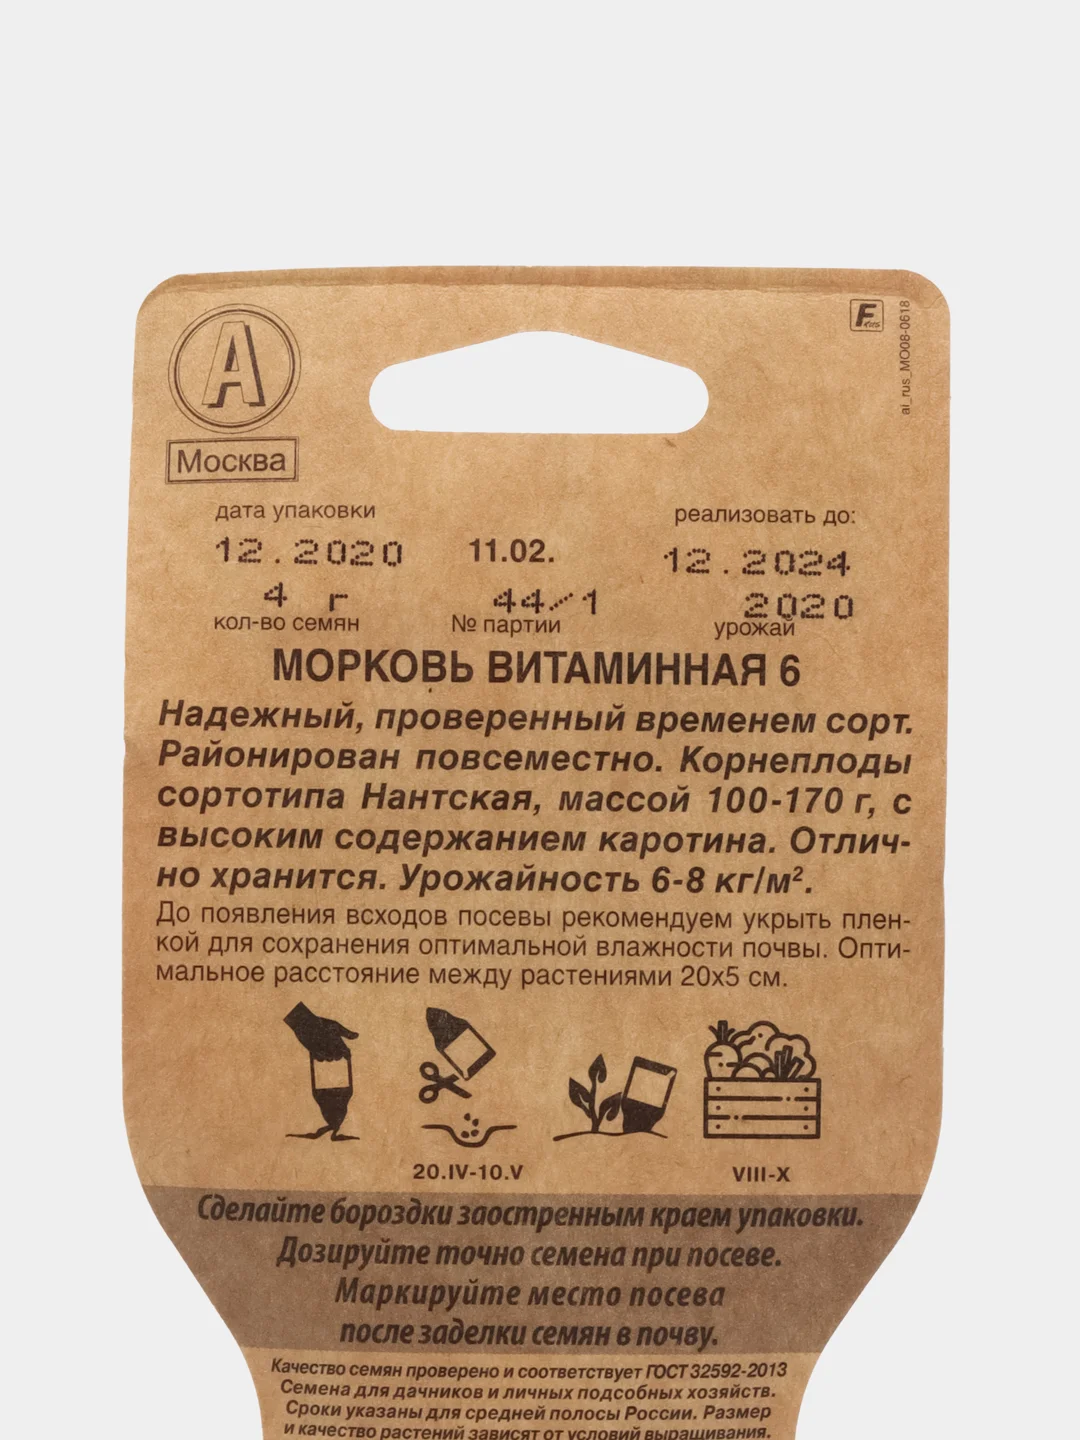 А
Москва
F
ai_rus_МО08-0618
дата упаковки
реализовать до:
12.2020
11.02.
12.2024
4 г
44/1
2020
кол-во семян
№ партии
урожай
МОРКОВЬ ВИТАМИННАЯ 6
Надежный, проверенный временем сорт.
Районирован повсеместно. Корнеплоды
сортотипа Нантская, массой 100-170 г, с
высоким содержанием каротина. Отлич-
но хранится. Урожайность 6-8 кг/м².
До появления всходов посевы рекомендуем укрыть плен-
кой для сохранения оптимальной влажности почвы. Опти-
мальное расстояние между растениями 20х5 см.
20.IV-10.V
VIII-X
Сделайте бороздки заостренным краем упаковки.
Дозируйте точно семена при посеве.
Маркируйте место посева
после заделки семян в почву.
Качество семян проверено и соответствует ГОСТ 32592-2013
Семена для дачников и личных подсобных хозяйств.
Сроки указаны для средней полосы России. Размер
и качество растений зависят от условий выращивания.